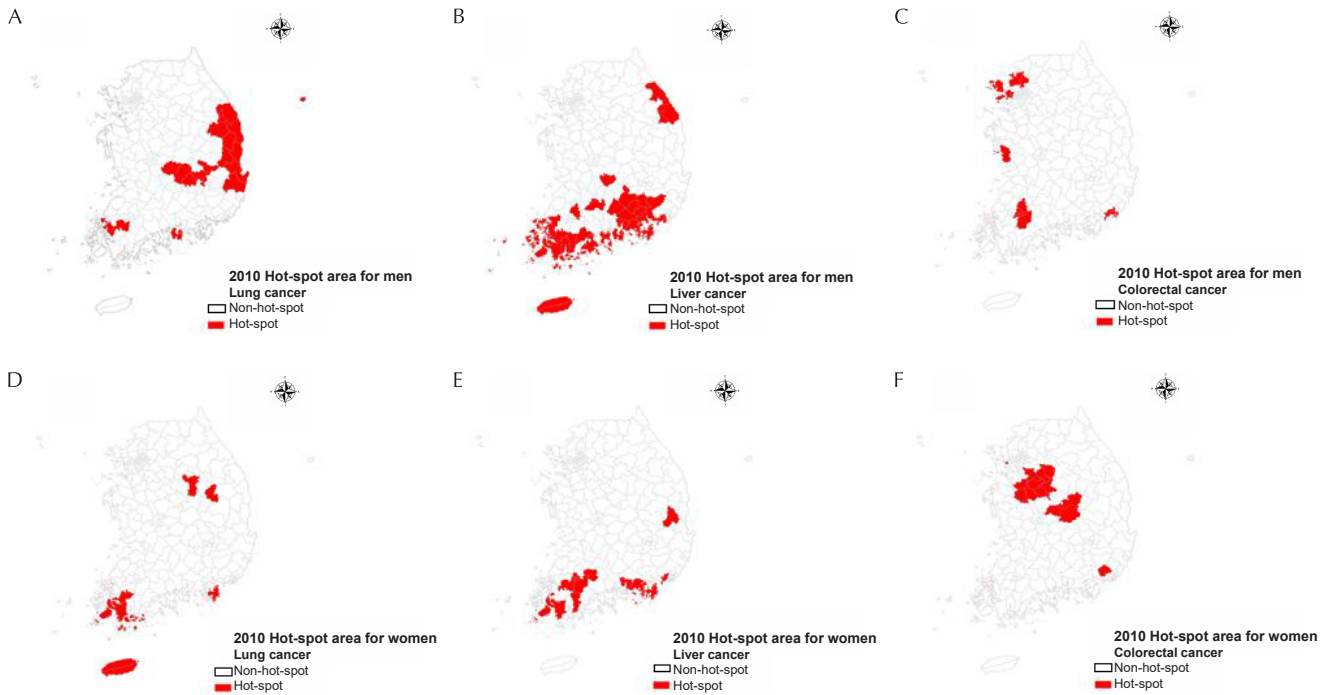 A
2010 Hot-spot area for men
Lung cancer
Non-hot-spot
Hot-spot
B
2010 Hot-spot area for men
Liver cancer
Non-hot-spot
Hot-spot
C
2010 Hot-spot area for men
Colorectal cancer
Non-hot-spot
Hot-spot
D
2010 Hot-spot area for women
Lung cancer
Non-hot-spot
Hot-spot
E
2010 Hot-spot area for women
Liver cancer
Non-hot-spot
Hot-spot
F
2010 Hot-spot area for women
Colorectal cancer
Non-hot-spot
Hot-spot